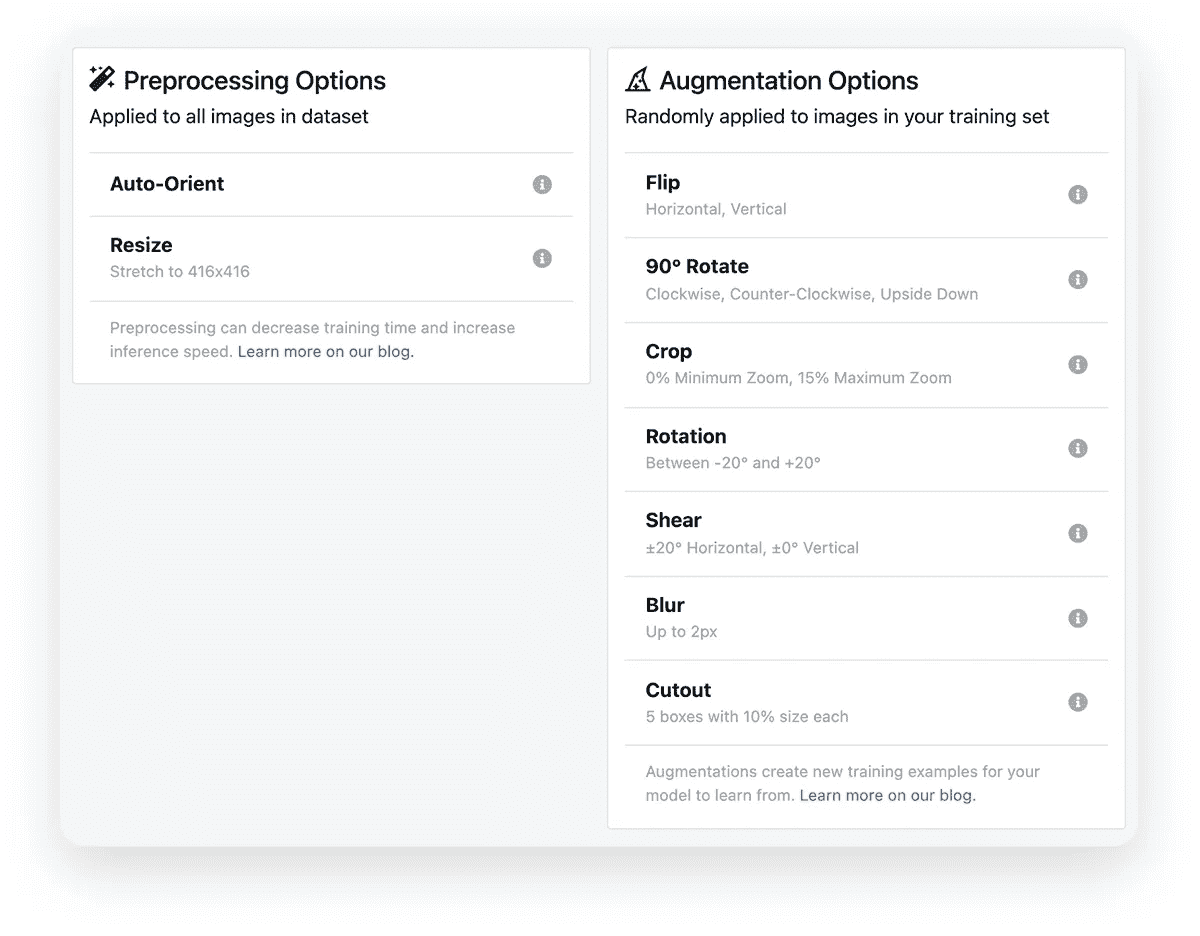 Preprocessing Options
Applied to all images in dataset
Auto-Orient
Resize
Stretch to 416x416
Preprocessing can decrease training time and increase
inference speed. Learn more on our blog.
Augmentation Options
Randomly applied to images in your training set
Flip
Horizontal, Vertical
90° Rotate
Clockwise, Counter-Clockwise, Upside Down
Crop
0% Minimum Zoom, 15% Maximum Zoom
Rotation
Between -20° and +20°
Shear
±20° Horizontal, ±0° Vertical
Blur
Up to 2px
Cutout
5 boxes with 10% size each
Augmentations create new training examples for your
model to learn from. Learn more on our blog.